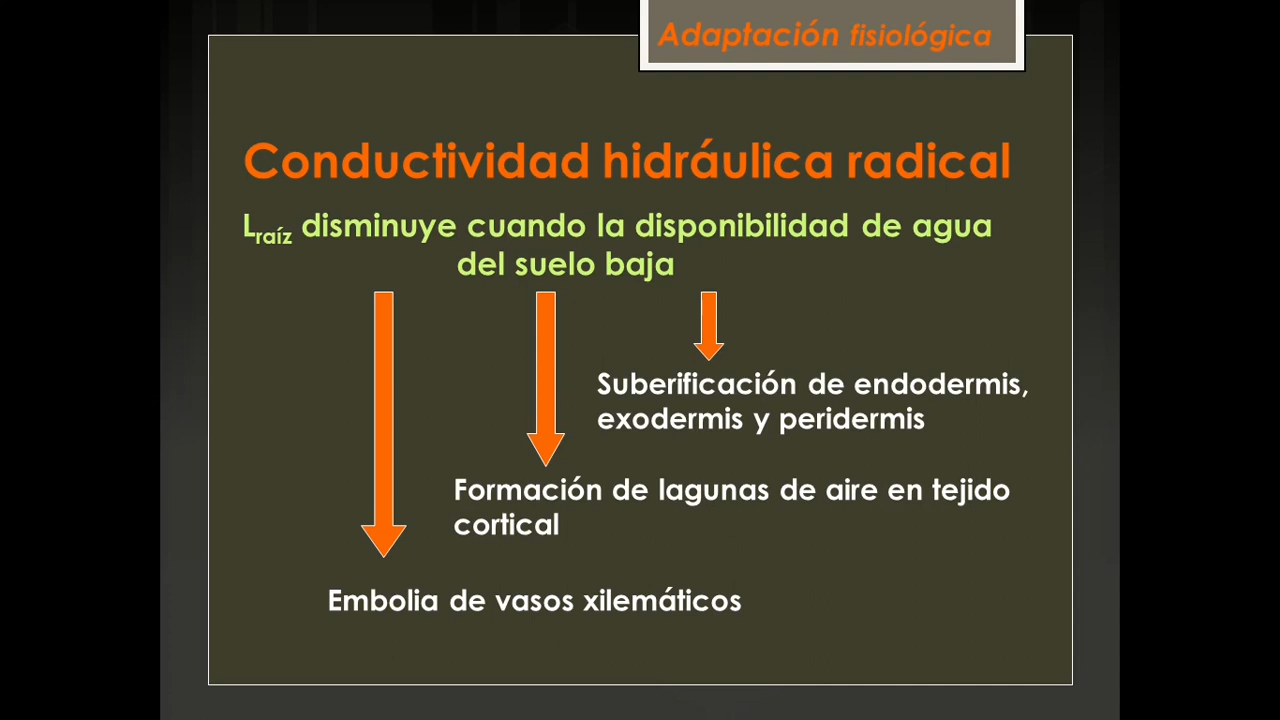 Adaptación fisiológica
Conductividad hidráulica radical
Lraíz disminuye cuando la disponibilidad de agua
del suelo baja
Suberificación de endodermis,
exodermis y peridermis
Formación de lagunas de aire en tejido
cortical
Embolia de vasos xilemáticos